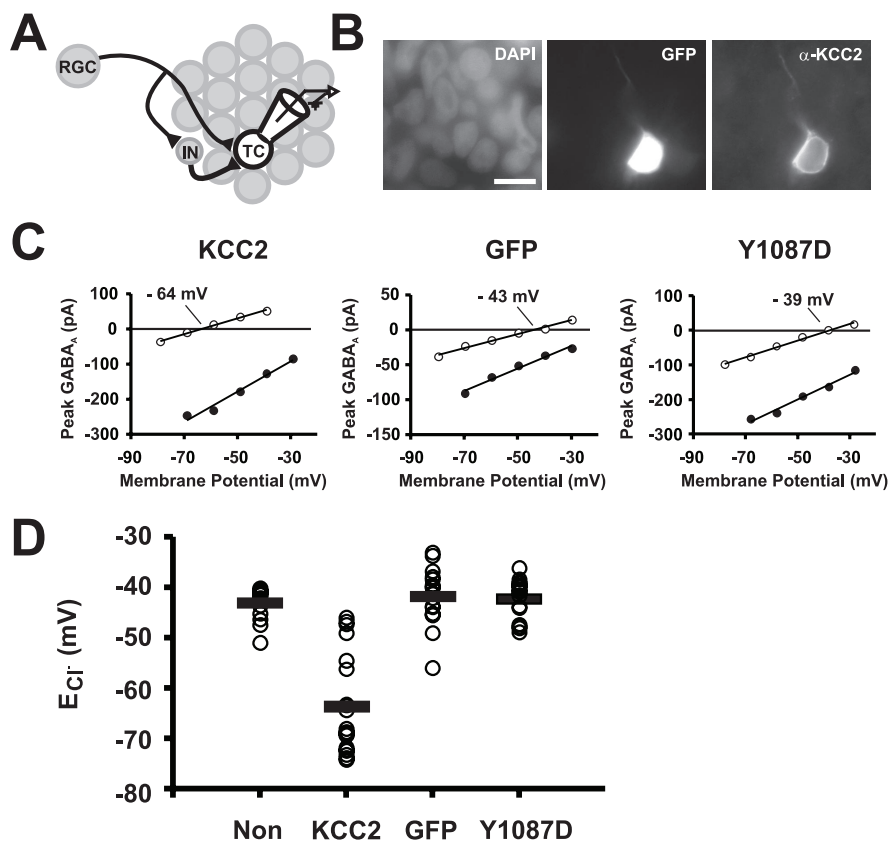 A
RGC
IN
TC
B
DAPI
GFP
α-KCC2
C
KCC2
GFP
Y1087D
Peak GABAA (pA)
100
0
-100
-200
-300
- 64 mV
-90
-70
-50
-30
Membrane Potential (mV)
Peak GABAA (pA)
50
0
-50
-100
-150
- 43 mV
-90
-70
-50
-30
Membrane Potential (mV)
Peak GABAA (pA)
100
0
-100
-200
-300
- 39 mV
-90
-70
-50
-30
Membrane Potential (mV)
D
ECl- (mV)
-30
-40
-50
-60
-70
-80
Non
KCC2
GFP
Y1087D